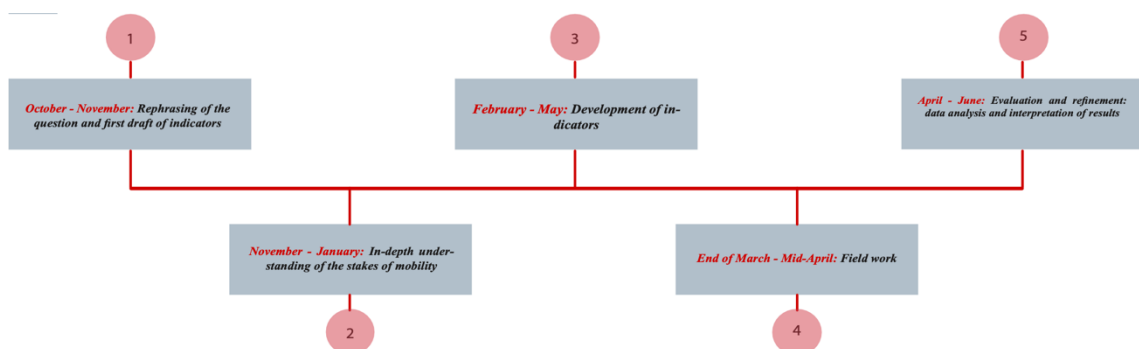 1
October - November: Rephrasing of the
question and first draft of indicators
3
February - May: Development of in-
dicators
5
April - June: Evaluation and refinement:
data analysis and interpretation of results
November - January: In-depth under-
standing of the stakes of mobility
2
End of March - Mid-April: Field work
4